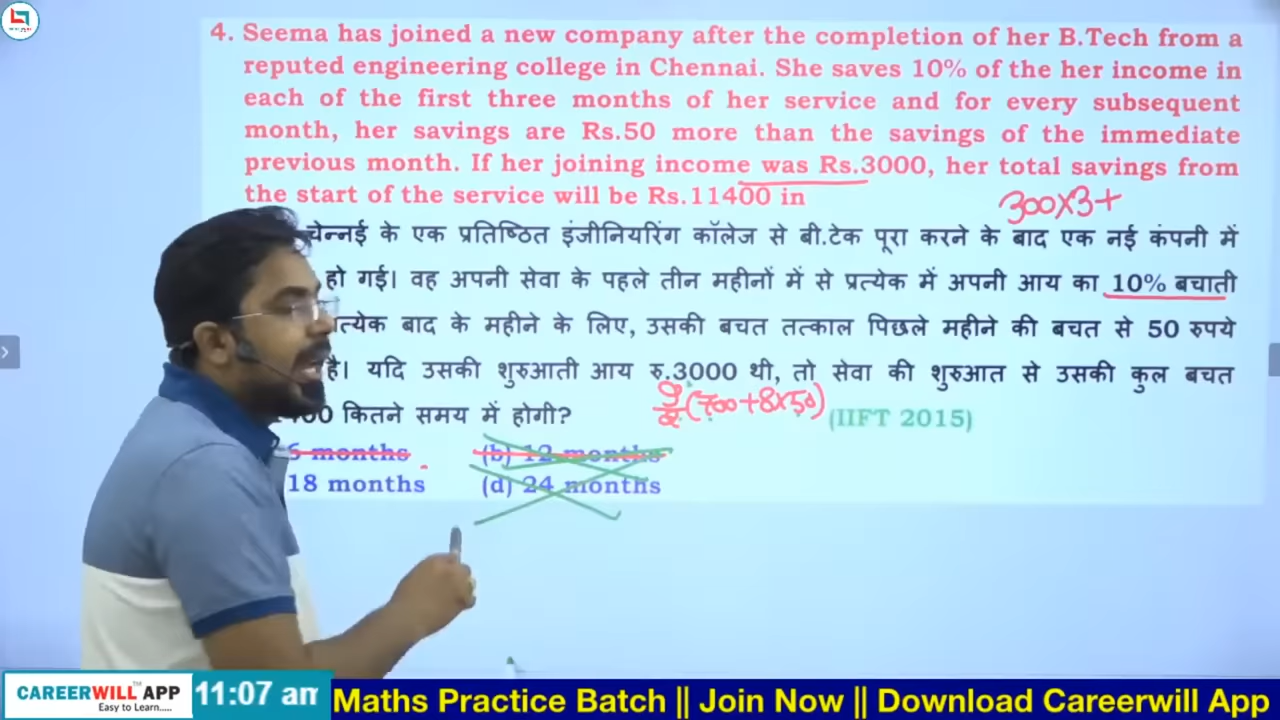 4. Seema has joined a new company after the completion of her B.Tech from a
reputed engineering college in Chennai. She saves 10% of the her income in
each of the first three months of her service and for every subsequent
month, her savings are Rs.50 more than the savings of the immediate
previous month. If her joining income was Rs.3000, her total savings from
the start of the service will be Rs.11400 in
300×3+
चेन्नई के एक प्रतिष्ठित इंजीनियरिंग कॉलेज से बी.टेक पूरा करने के बाद एक नई कंपनी में
हो गई। वह अपनी सेवा के पहले तीन महीनों में से प्रत्येक में अपनी आय का 10% बचाती
बाद के महीने के लिए, उसकी बचत तत्काल पिछले महीने की बचत से 50 रुपये
है। यदि उसकी शुरुआती आय रु.3000 थी, तो सेवा की शुरुआत से उसकी कुल बचत
कितने समय में होगी?
9/2 (700+8×50)
(IIFT 2015)
6 months (b) 12 months
18 months (d) 24 months
CAREERWILL APP
Easy to Learn.....
11:07 am
Maths Practice Batch || Join Now || Download Careerwill App